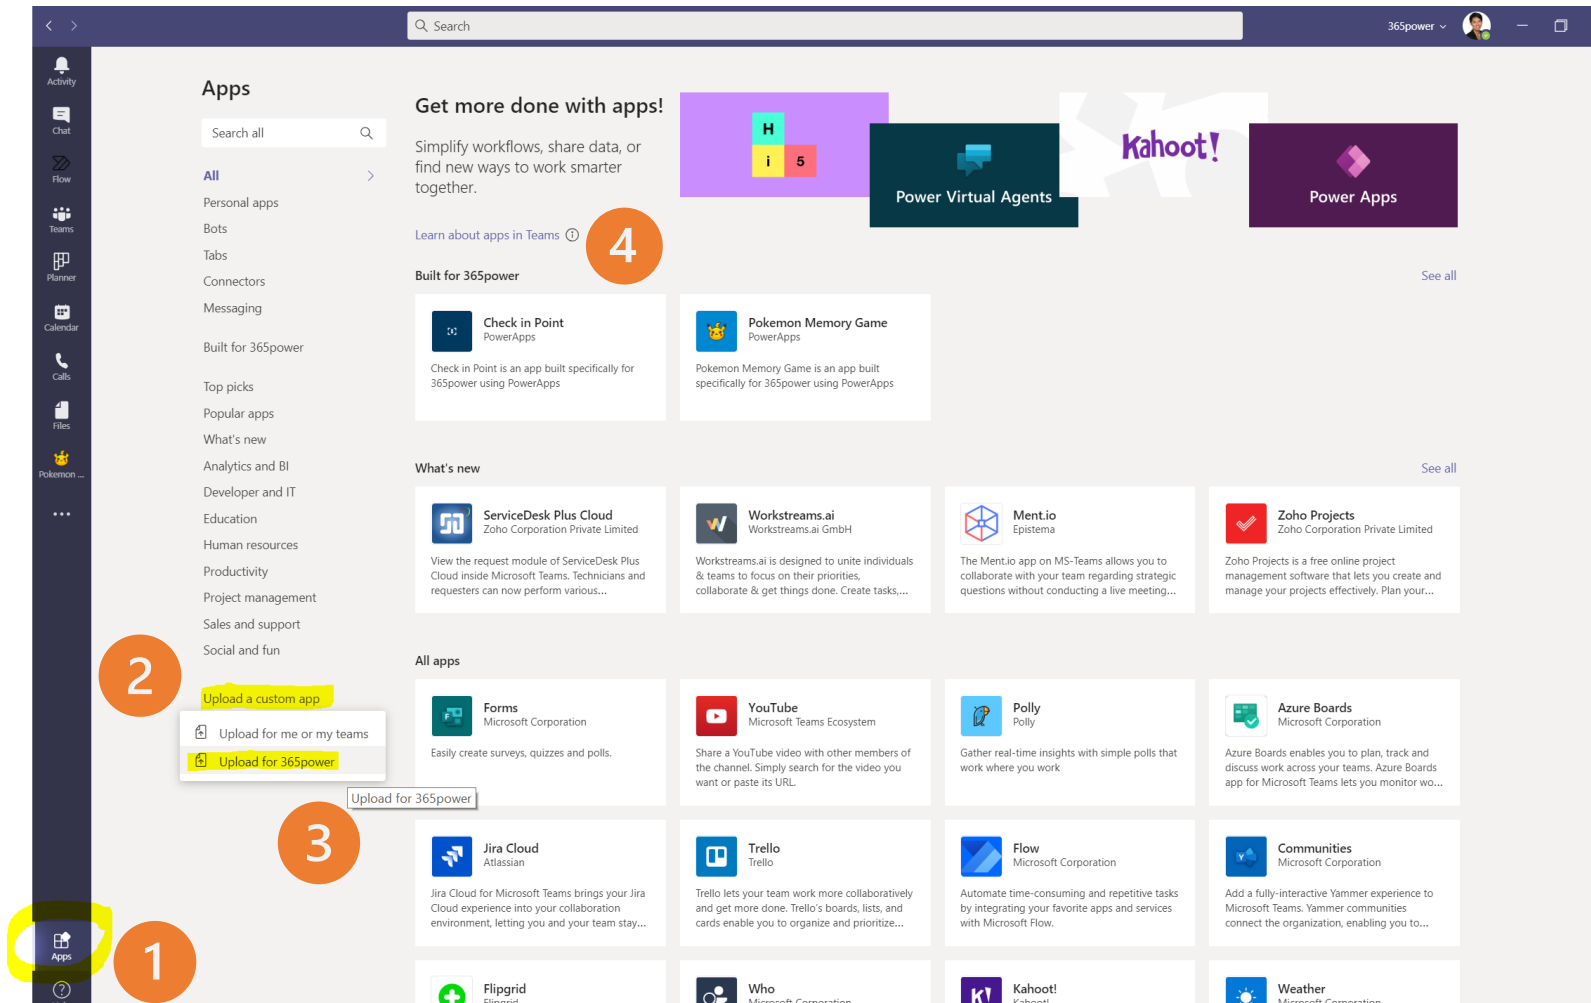 Search
365power
Activity
Chat
Flow
Teams
Planner
Calendar
Calls
Files
Pokemon ...
Apps
Apps
Search all
All
Personal apps
Bots
Tabs
Connectors
Messaging
Built for 365power
Top picks
Popular apps
What's new
Analytics and BI
Developer and IT
Education
Human resources
Productivity
Project management
Sales and support
Social and fun
Upload a custom app
Upload for me or my teams
Upload for 365power
Upload for 365power
1
2
3
4
Get more done with apps!
Simplify workflows, share data, or
find new ways to work smarter
together.
Learn about apps in Teams
H
i 5
Power Virtual Agents
Kahoot!
Power Apps
Built for 365power
See all
Check in Point
PowerApps
Check in Point is an app built specifically for
365power using PowerApps
Pokemon Memory Game
PowerApps
Pokemon Memory Game is an app built
specifically for 365power using PowerApps
What's new
See all
ServiceDesk Plus Cloud
Zoho Corporation Private Limited
View the request module of ServiceDesk Plus
Cloud inside Microsoft Teams. Technicians and
requesters can now perform various...
Workstreams.ai
Workstreams.ai GmbH
Workstreams.ai is designed to unite individuals
& teams to focus on their priorities,
collaborate & get things done. Create tasks,...
Ment.io
Epistema
The Ment.io app on MS-Teams allows you to
collaborate with your team regarding strategic
questions without conducting a live meeting...
Zoho Projects
Zoho Corporation Private Limited
Zoho Projects is a free online project
management software that lets you create and
manage your projects effectively. Plan your...
All apps
Forms
Microsoft Corporation
Easily create surveys, quizzes and polls.
YouTube
Microsoft Teams Ecosystem
Share a YouTube video with other members of
the channel. Simply search for the video you
want or paste its URL.
Polly
Polly
Gather real-time insights with simple polls that
work where you work
Azure Boards
Microsoft Corporation
Azure Boards enables you to plan, track and
discuss work across your teams. Azure Boards
app for Microsoft Teams lets you monitor wo...
Jira Cloud
Atlassian
Jira Cloud for Microsoft Teams brings your Jira
Cloud experience into your collaboration
environment, letting you and your team stay...
Trello
Trello
Trello lets your team work more collaboratively
and get more done. Trello's boards, lists, and
cards enable you to organize and prioritize...
Flow
Microsoft Corporation
Automate time-consuming and repetitive tasks
by integrating your favorite apps and services
with Microsoft Flow.
Communities
Microsoft Corporation
Add a fully-interactive Yammer experience to
Microsoft Teams. Yammer communities
connect the organization, enabling you to...
Flipgrid
Flipgrid
Who
Microsoft Corporation
K!
Kahoot!
Kahoot!
Weather
Microsoft Corporation